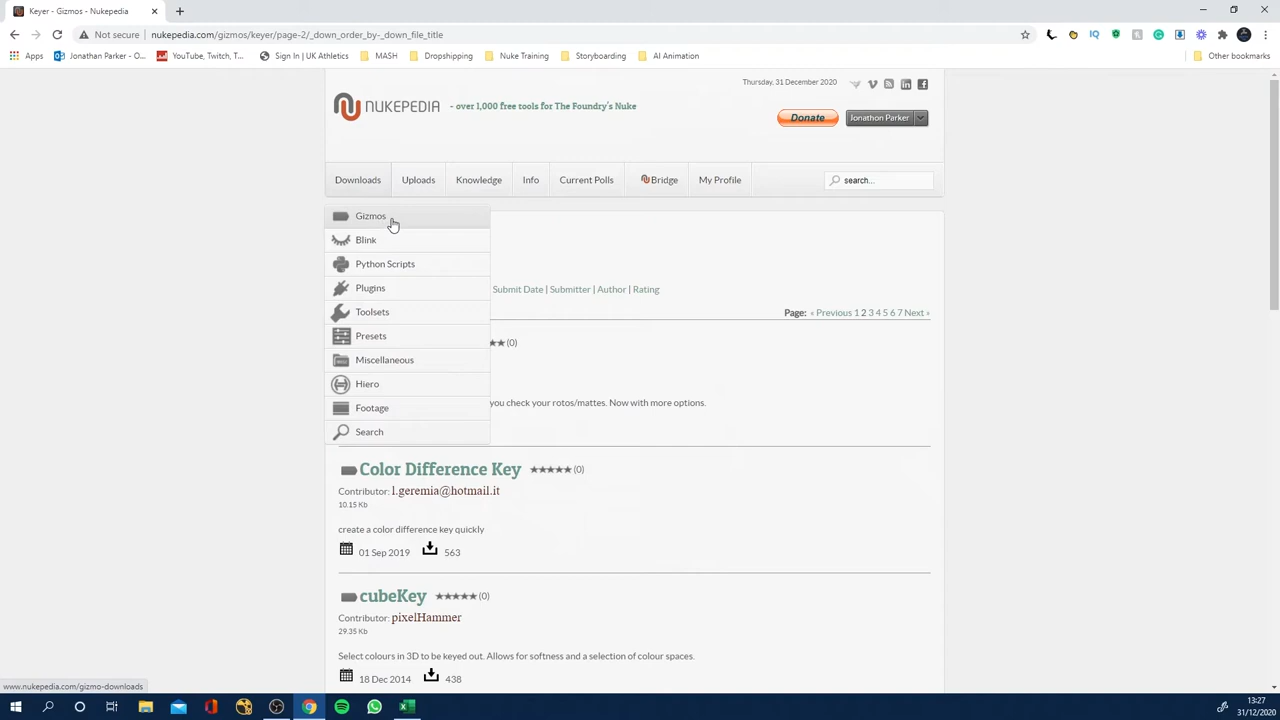 Keyer - Gizmos - Nukepedia
Not secure | nukepedia.com/gizmos/keyer/page-2/_down_order_by-_down_file_title
Apps Jonathan Parker - O... YouTube, Twitch, T... Sign In | UK Athletics MASH Dropshipping Nuke Training Storyboarding AI Animation Other bookmarks
Thursday, 31 December 2020
NUKEPEDIA - over 1,000 free tools for The Foundry's Nuke
Donate Jonathon Parker
Downloads Uploads Knowledge Info Current Polls Bridge My Profile search...
Gizmos
Blink
Python Scripts
Plugins
Submit Date | Submitter | Author | Rating
Toolsets
Page: « Previous 1 2 3 4 5 6 7 Next »
Presets
(0)
Miscellaneous
Hiero
Footage
you check your rotos/mattes. Now with more options.
Search
Color Difference Key (0)
Contributor: l.geremia@hotmail.it
10.15 Kb
create a color difference key quickly
01 Sep 2019 563
cubeKey (0)
Contributor: pixelHammer
29.35 Kb
Select colours in 3D to be keyed out. Allows for softness and a selection of colour spaces.
18 Dec 2014 438
www.nukepedia.com/gizmo-downloads
13:27
31/12/2020